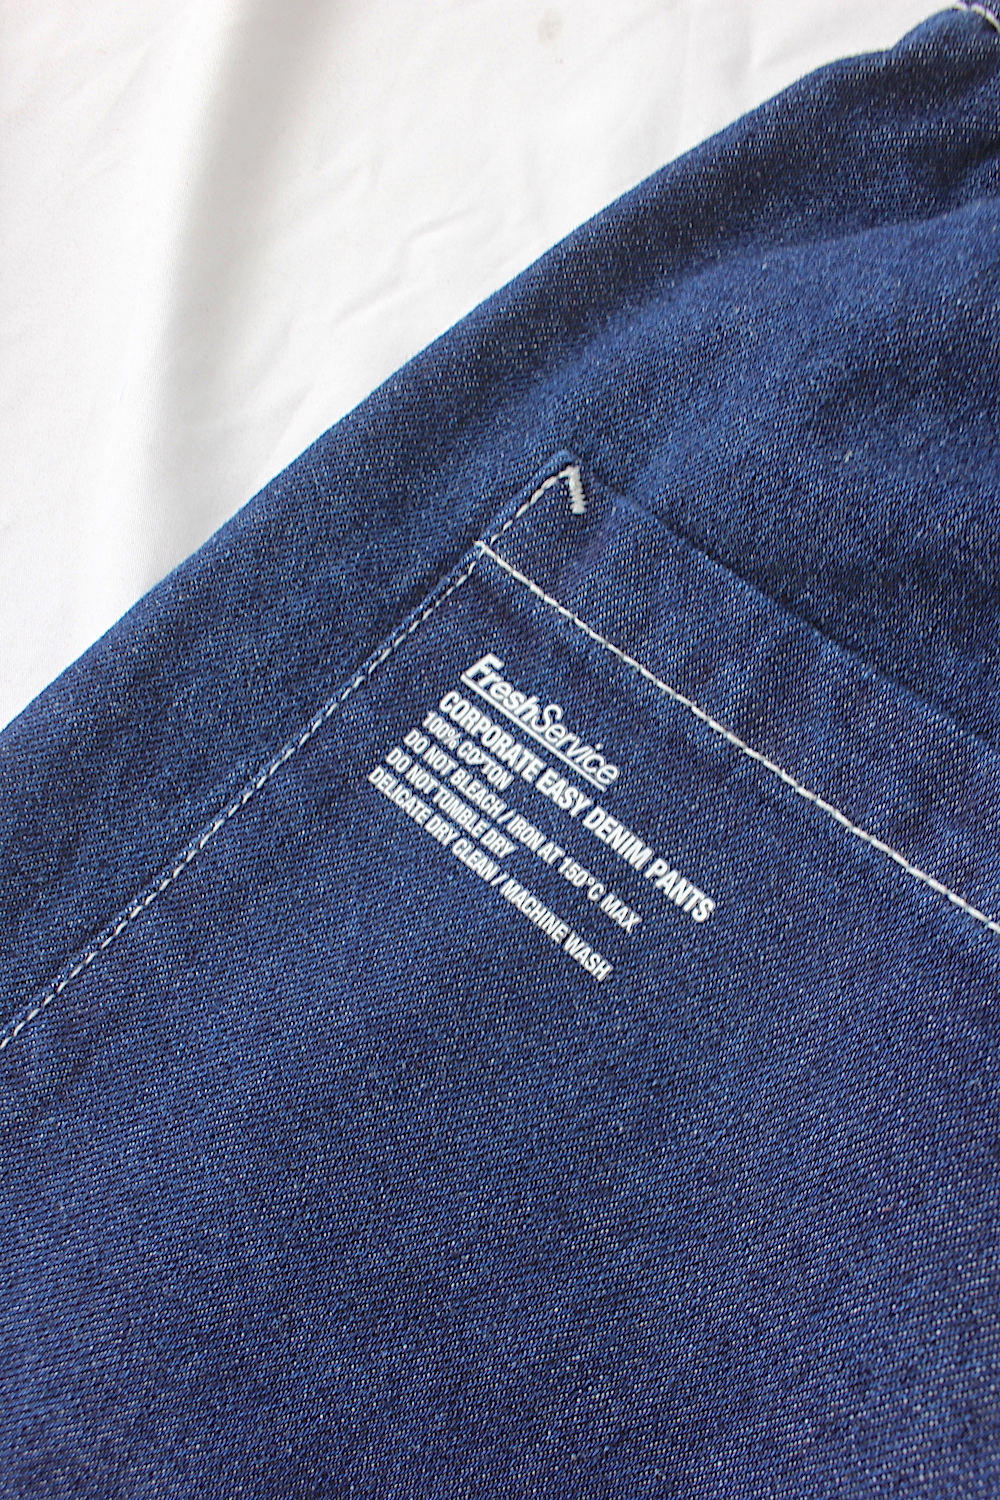 FreshService
CORPORATE EASY DENIM PANTS
100% COTTON
DO NOT BLEACH / IRON AT 150°C MAX
DO NOT TUMBLE DRY
DELICATE DRY CLEAN / MACHINE WASH